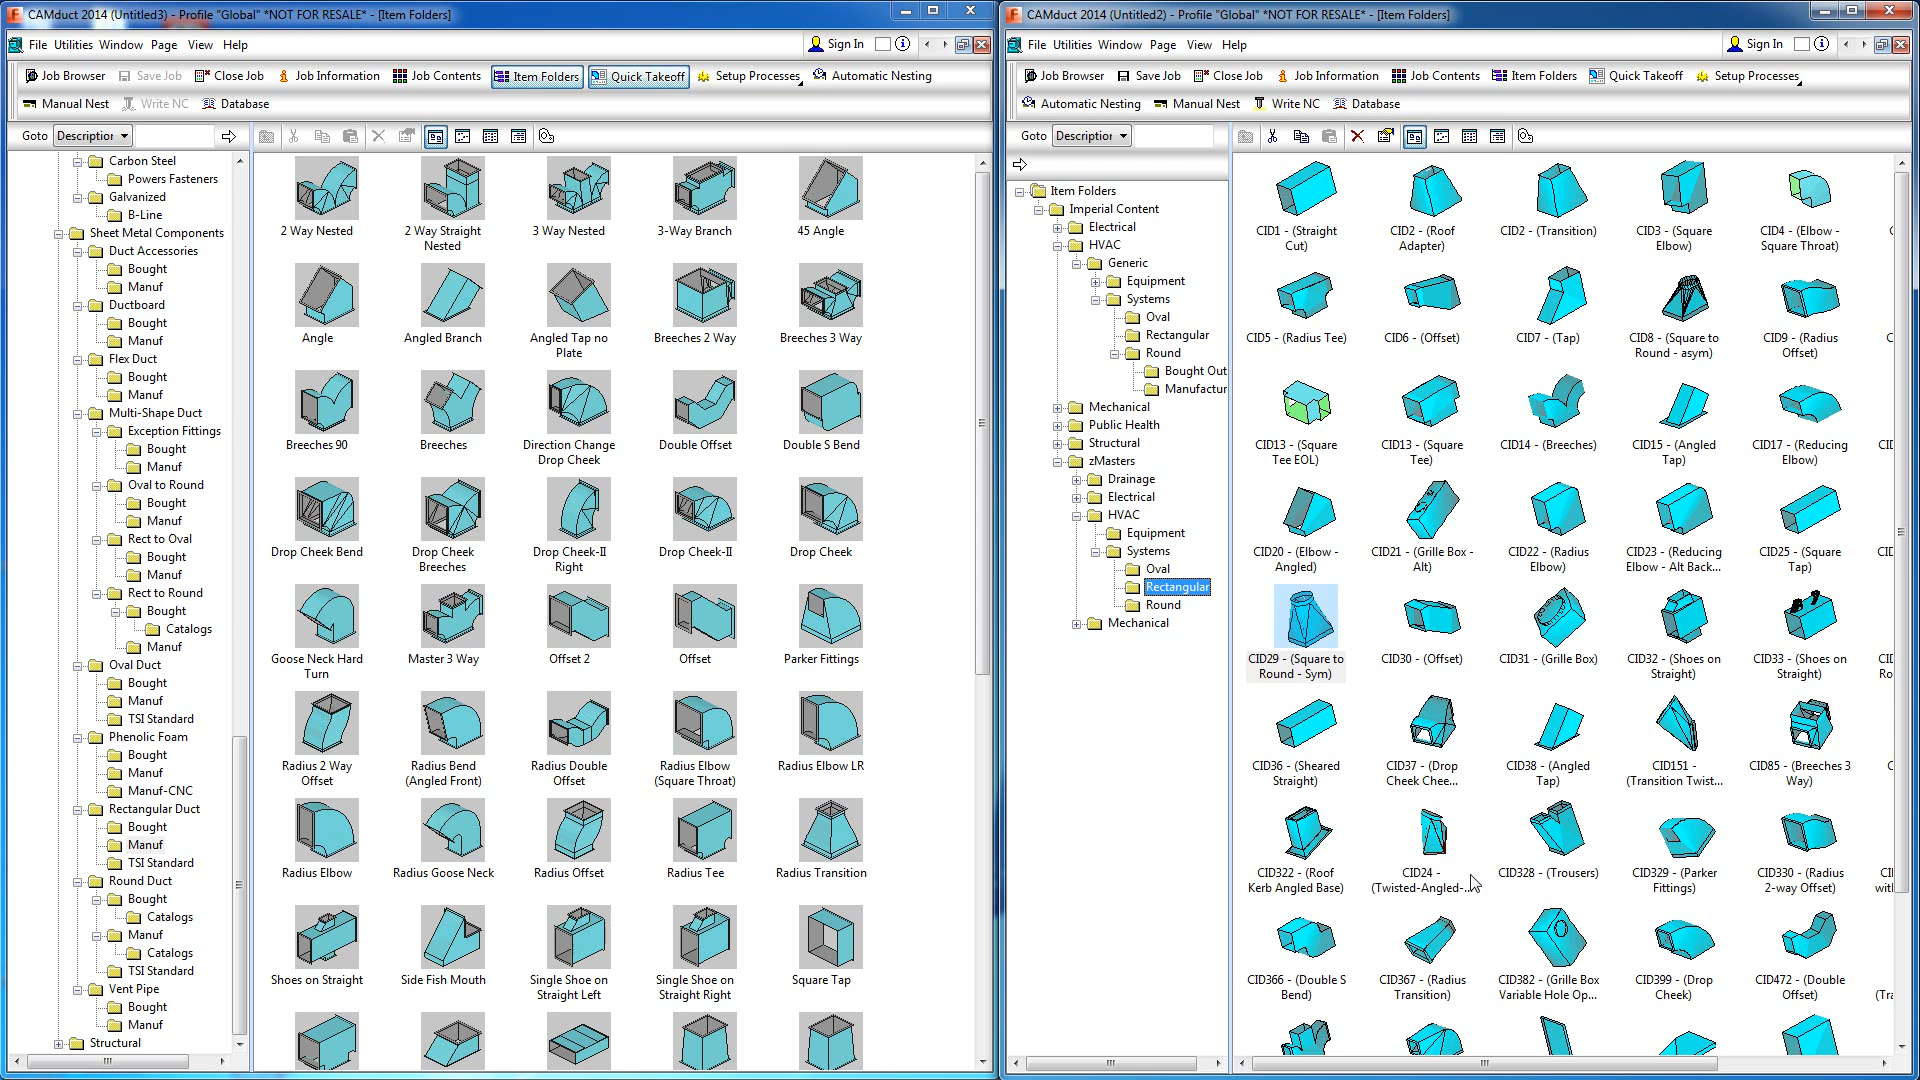 CAMduct 2014 (Untitled3) - Profile "Global" *NOT FOR RESALE* - [Item Folders]
File Utilities Window Page View Help
Sign In
Job Browser Save Job Close Job Job Information Job Contents Item Folders Quick Takeoff Setup Processes Automatic Nesting
Manual Nest Write NC Database
Goto Description
Carbon Steel
Powers Fasteners
Galvanized
B-Line
Sheet Metal Components
Duct Accessories
Bought
Manuf
Ductboard
Bought
Manuf
Flex Duct
Bought
Manuf
Multi-Shape Duct
Exception Fittings
Bought
Manuf
Oval to Round
Bought
Manuf
Rect to Oval
Bought
Manuf
Rect to Round
Bought
Catalogs
Manuf
Oval Duct
Bought
Manuf
TSI Standard
Phenolic Foam
Bought
Manuf
Manuf-CNC
Rectangular Duct
Bought
Manuf
TSI Standard
Round Duct
Bought
Catalogs
Manuf
Catalogs
TSI Standard
Vent Pipe
Bought
Manuf
Structural
2 Way Nested
2 Way Straight
Nested
3 Way Nested
3-Way Branch
45 Angle
Angle
Angled Branch
Angled Tap no
Plate
Breeches 2 Way
Breeches 3 Way
Breeches 90
Breeches
Direction Change
Drop Cheek
Double Offset
Double S Bend
Drop Cheek Bend
Drop Cheek
Breeches
Drop Cheek-II
Right
Drop Cheek-II
Drop Cheek
Goose Neck Hard
Turn
Master 3 Way
Offset 2
Offset
Parker Fittings
Radius 2 Way
Offset
Radius Bend
(Angled Front)
Radius Double
Offset
Radius Elbow
(Square Throat)
Radius Elbow LR
Radius Elbow
Radius Goose Neck
Radius Offset
Radius Tee
Radius Transition
Shoes on Straight
Side Fish Mouth
Single Shoe on
Straight Left
Single Shoe on
Straight Right
Square Tap
CAMduct 2014 (Untitled2) - Profile "Global" *NOT FOR RESALE* - [Item Folders]
File Utilities Window Page View Help
Sign In
Job Browser Save Job Close Job Job Information Job Contents Item Folders Quick Takeoff Setup Processes
Automatic Nesting Manual Nest Write NC Database
Goto Description
Item Folders
Imperial Content
Electrical
HVAC
Generic
Equipment
Systems
Oval
Rectangular
Round
Bought Out
Manufactur
Mechanical
Public Health
Structural
zMasters
Drainage
Electrical
HVAC
Equipment
Systems
Oval
Rectangular
Round
Mechanical
CID1 - (Straight
Cut)
CID2 - (Roof
Adapter)
CID2 - (Transition)
CID3 - (Square
Elbow)
CID4 - (Elbow -
Square Throat)
CID5 - (Radius Tee)
CID6 - (Offset)
CID7 - (Tap)
CID8 - (Square to
Round - asym)
CID9 - (Radius
Offset)
CID13 - (Square
Tee EOL)
CID13 - (Square
Tee)
CID14 - (Breeches)
CID15 - (Angled
Tap)
CID17 - (Reducing
Elbow)
CID20 - (Elbow -
Angled)
CID21 - (Grille Box -
Alt)
CID22 - (Radius
Elbow)
CID23 - (Reducing
Elbow - Alt Back...
CID25 - (Square
Tap)
CID29 - (Square to
Round - Sym)
CID30 - (Offset)
CID31 - (Grille Box)
CID32 - (Shoes on
Straight)
CID33 - (Shoes on
Straight)
CID36 - (Sheared
Straight)
CID37 - (Drop
Cheek Chee...
CID38 - (Angled
Tap)
CID151 -
(Transition Twist...
CID85 - (Breeches 3
Way)
CID322 - (Roof
Kerb Angled Base)
CID24 -
(Twisted-Angled-...
CID328 - (Trousers)
CID329 - (Parker
Fittings)
CID330 - (Radius
2-way Offset)
CID366 - (Double S
Bend)
CID367 - (Radius
Transition)
CID382 - (Grille Box
Variable Hole Op...
CID399 - (Drop
Cheek)
CID472 - (Double
Offset)